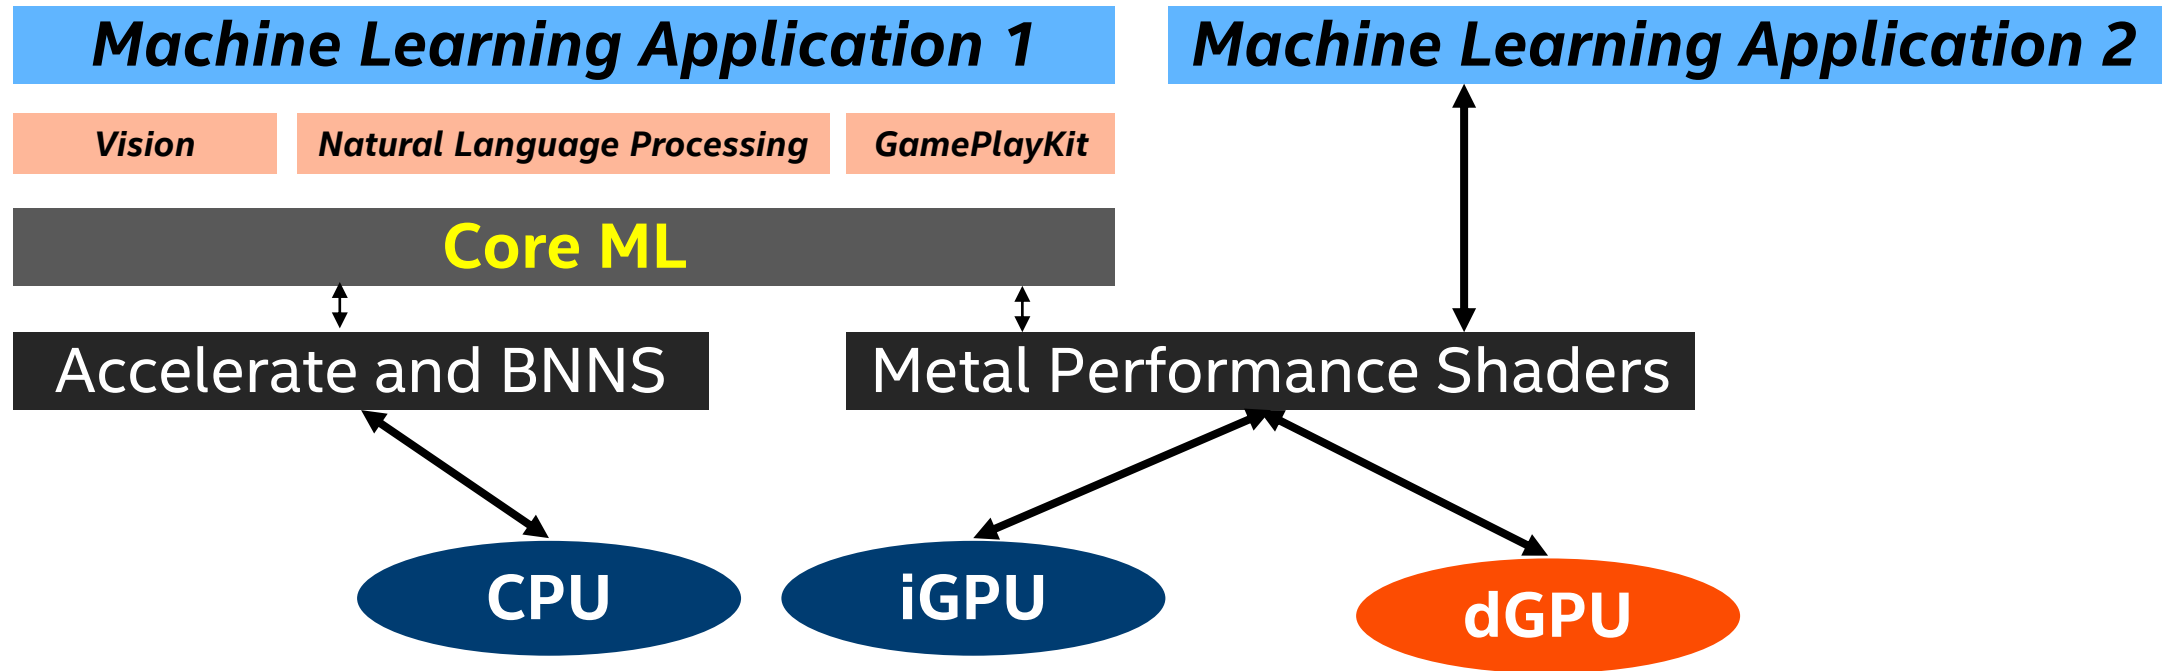 Machine Learning Application 1
Machine Learning Application 2
Vision
Natural Language Processing
GamePlayKit
Core ML
Accelerate and BNNS
Metal Performance Shaders
CPU
iGPU
dGPU